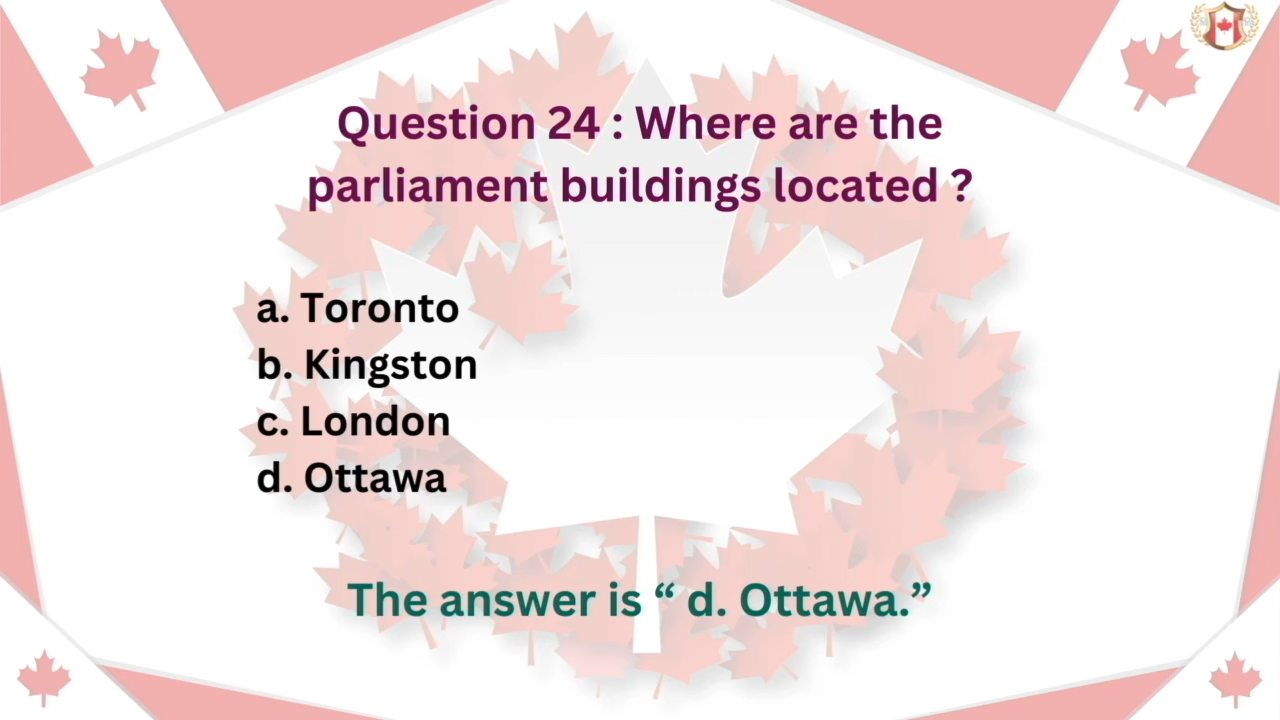 Question 24 : Where are the
parliament buildings located ?
a. Toronto
b. Kingston
c. London
d. Ottawa
The answer is “ d. Ottawa.”